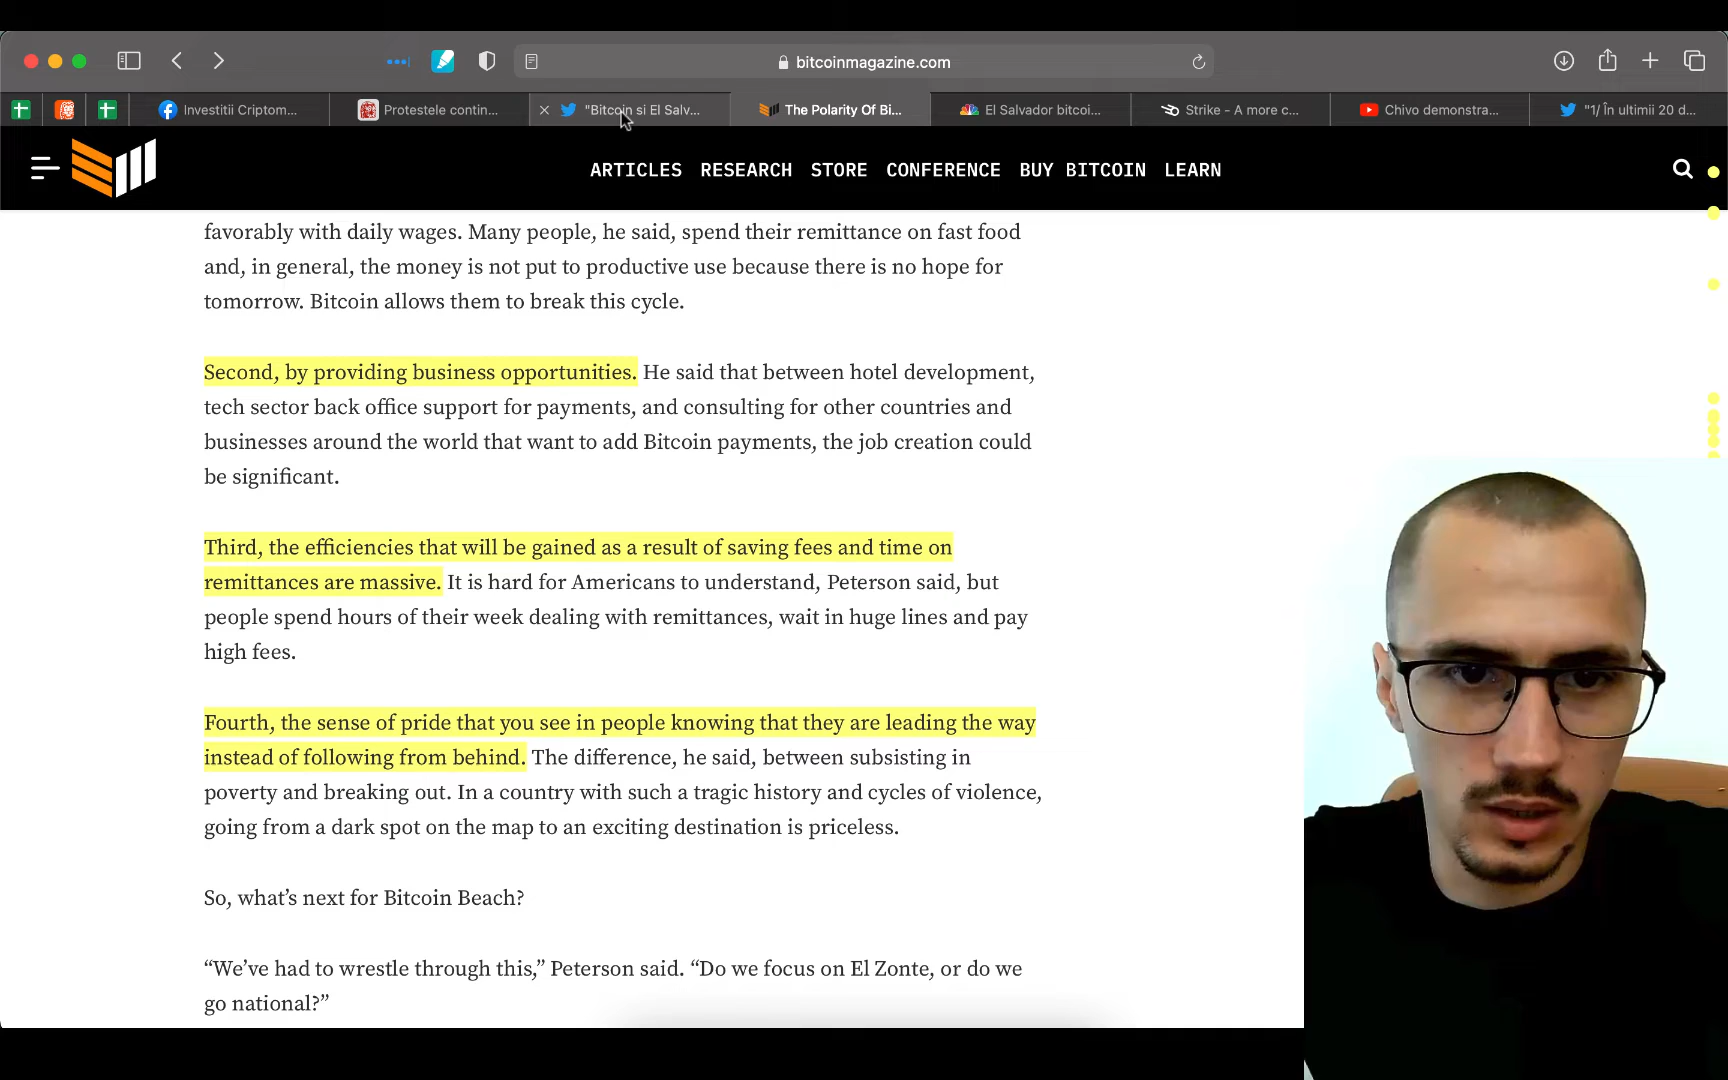 bitcoinmagazine.com
Investitii Criptom...
Protestele contin...
"Bitcoin si El Salv...
The Polarity Of Bi...
El Salvador bitcoi...
Strike - A more c...
Chivo demonstra...
"1/ În ultimii 20 d...
ARTICLES RESEARCH STORE CONFERENCE BUY BITCOIN LEARN
favorably with daily wages. Many people, he said, spend their remittance on fast food
and, in general, the money is not put to productive use because there is no hope for
tomorrow. Bitcoin allows them to break this cycle.
Second, by providing business opportunities. He said that between hotel development,
tech sector back office support for payments, and consulting for other countries and
businesses around the world that want to add Bitcoin payments, the job creation could
be significant.
Third, the efficiencies that will be gained as a result of saving fees and time on
remittances are massive. It is hard for Americans to understand, Peterson said, but
people spend hours of their week dealing with remittances, wait in huge lines and pay
high fees.
Fourth, the sense of pride that you see in people knowing that they are leading the way
instead of following from behind. The difference, he said, between subsisting in
poverty and breaking out. In a country with such a tragic history and cycles of violence,
going from a dark spot on the map to an exciting destination is priceless.
So, what’s next for Bitcoin Beach?
“We’ve had to wrestle through this,” Peterson said. “Do we focus on El Zonte, or do we
go national?”